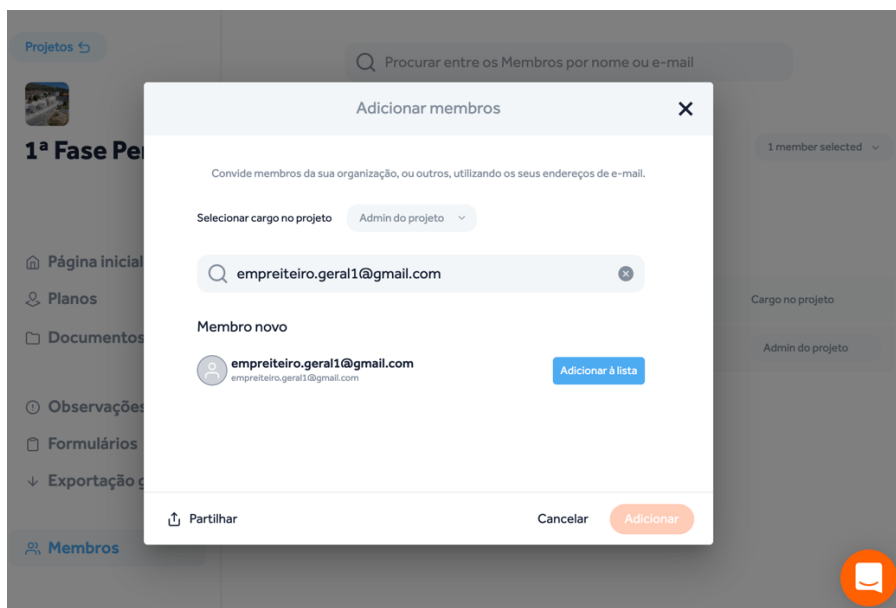 Projetos
Procurar entre os Membros por nome ou e-mail
Adicionar membros
1ª Fase Pe
1 member selected
Convide membros da sua organização, ou outros, utilizando os seus endereços de e-mail.
Selecionar cargo no projeto
Admin do projeto
Página inicial
empreiteiro.geral1@gmail.com
Planos
Cargo no projeto
Membro novo
Documentos
Admin do projeto
empreiteiro.geral1@gmail.com
empreiteiro.geral1@gmail.com
Adicionar à lista
Observações
Formulários
Exportação g
Partilhar
Cancelar
Adicionar
Membros